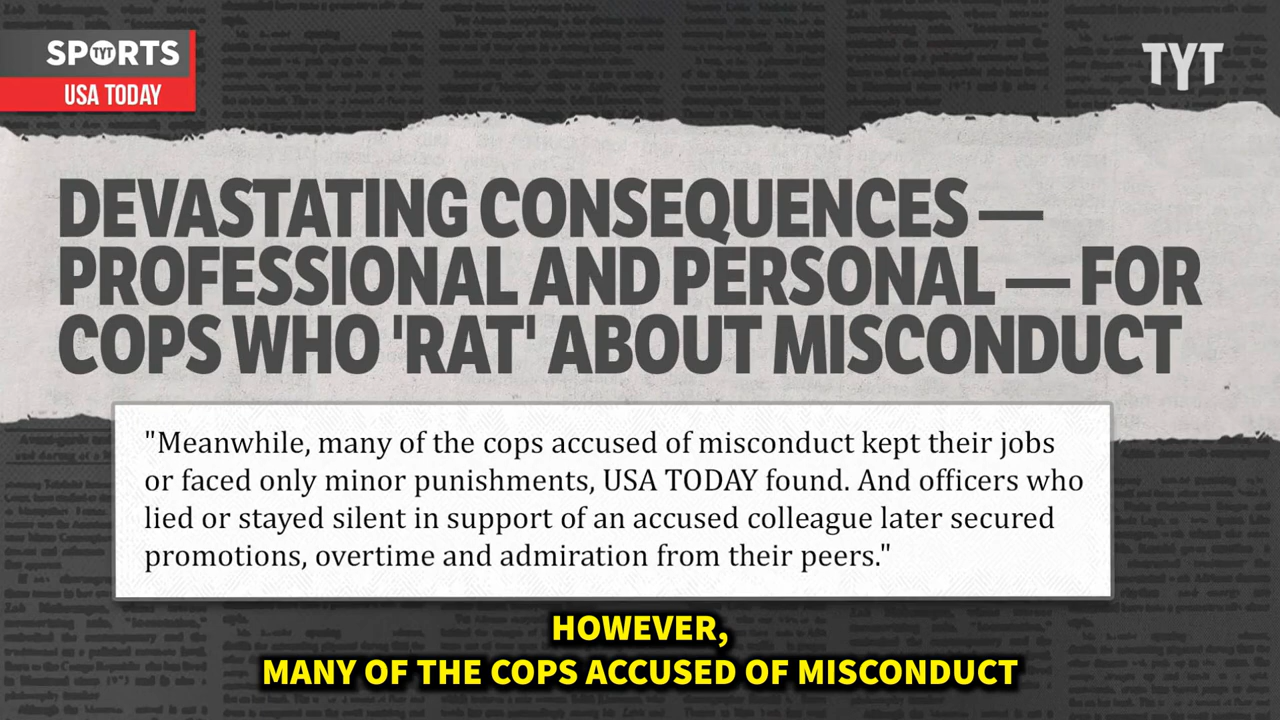 SPORTS
TYT
USA TODAY
TYT
DEVASTATING CONSEQUENCES —
PROFESSIONAL AND PERSONAL — FOR
COPS WHO 'RAT' ABOUT MISCONDUCT
"Meanwhile, many of the cops accused of misconduct kept their jobs
or faced only minor punishments, USA TODAY found. And officers who
lied or stayed silent in support of an accused colleague later secured
promotions, overtime and admiration from their peers."
HOWEVER,
MANY OF THE COPS ACCUSED OF MISCONDUCT